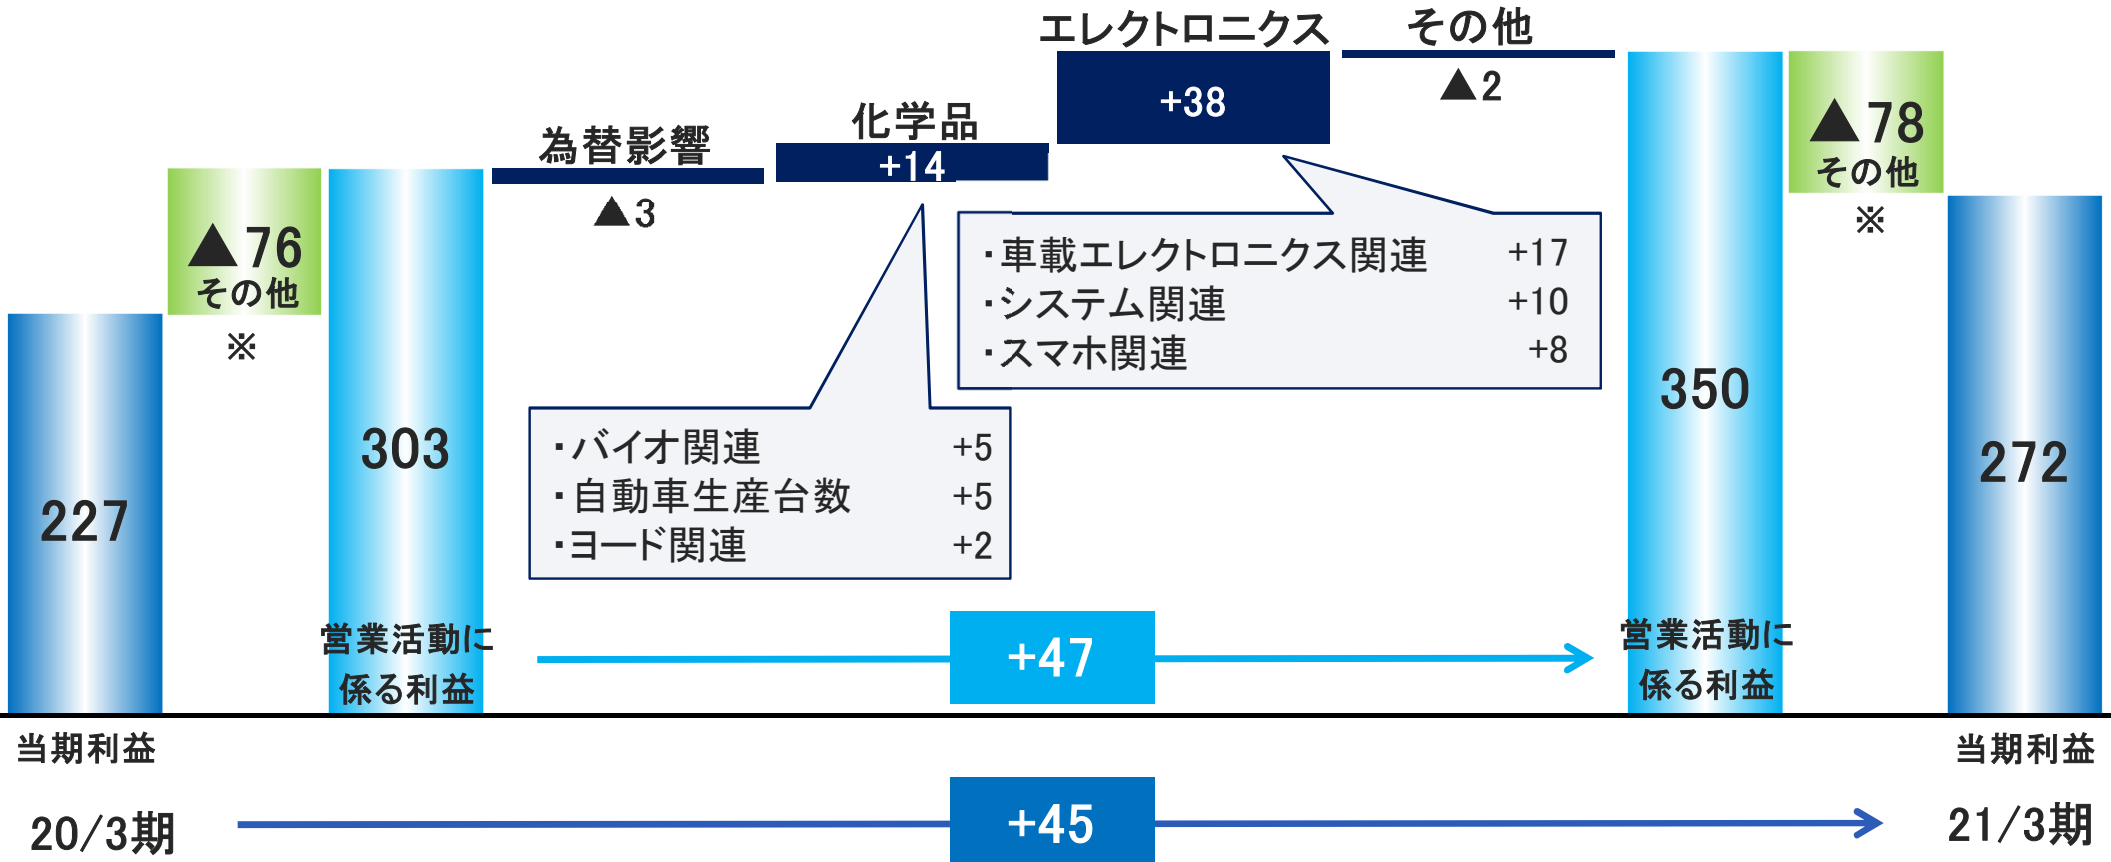 エレクトロニクス
その他
+38
▲2
化学品
+14
為替影響
▲3
▲76
その他
※
▲78
その他
※
・車載エレクトロニクス関連 +17
・システム関連 +10
・スマホ関連 +8
・バイオ関連 +5
・自動車生産台数 +5
・ヨード関連 +2
227
303
350
272
営業活動に
係る利益
+47
営業活動に
係る利益
当期利益
当期利益
20/3期
+45
21/3期